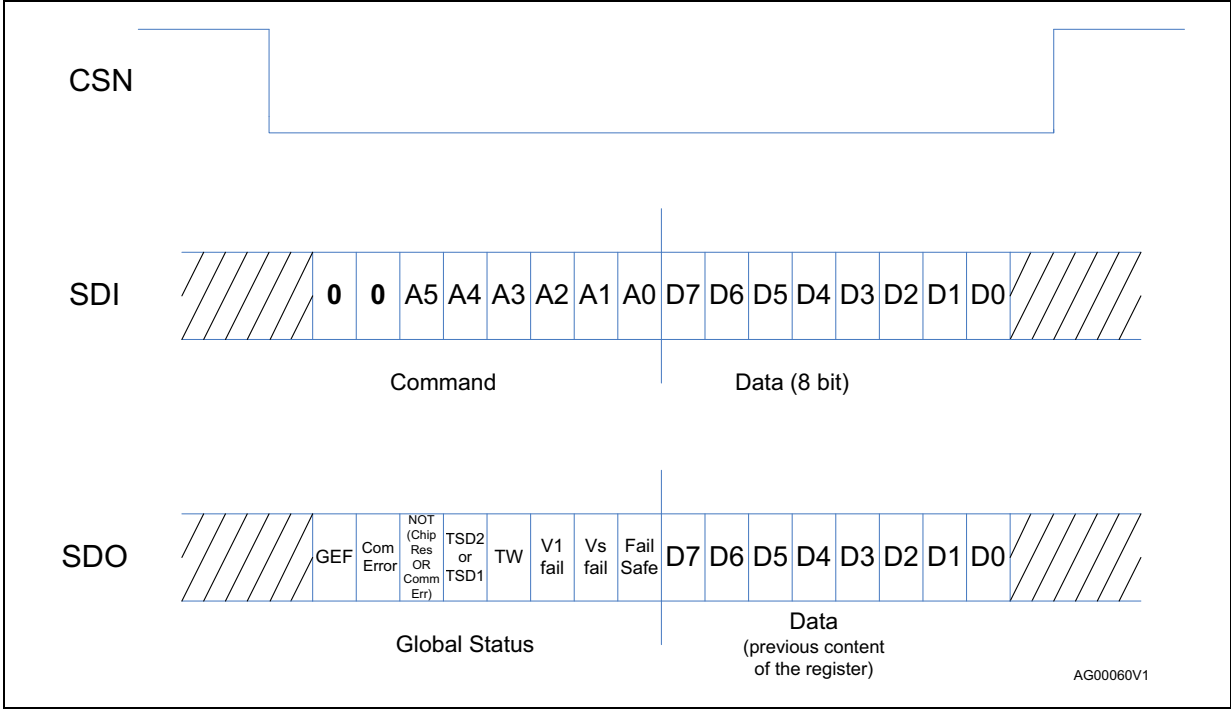 CSN
SDI
0 0 A5 A4 A3 A2 A1 A0 D7 D6 D5 D4 D3 D2 D1 D0
Command
Data (8 bit)
SDO
GEF
Com
Error
NOT
(Chip
Res
OR
Comm
Err)
TSD2
or
TSD1
TW
V1
fail
Vs
fail
Fail
Safe
D7 D6 D5 D4 D3 D2 D1 D0
Global Status
Data
(previous content
of the register)
AG00060V1